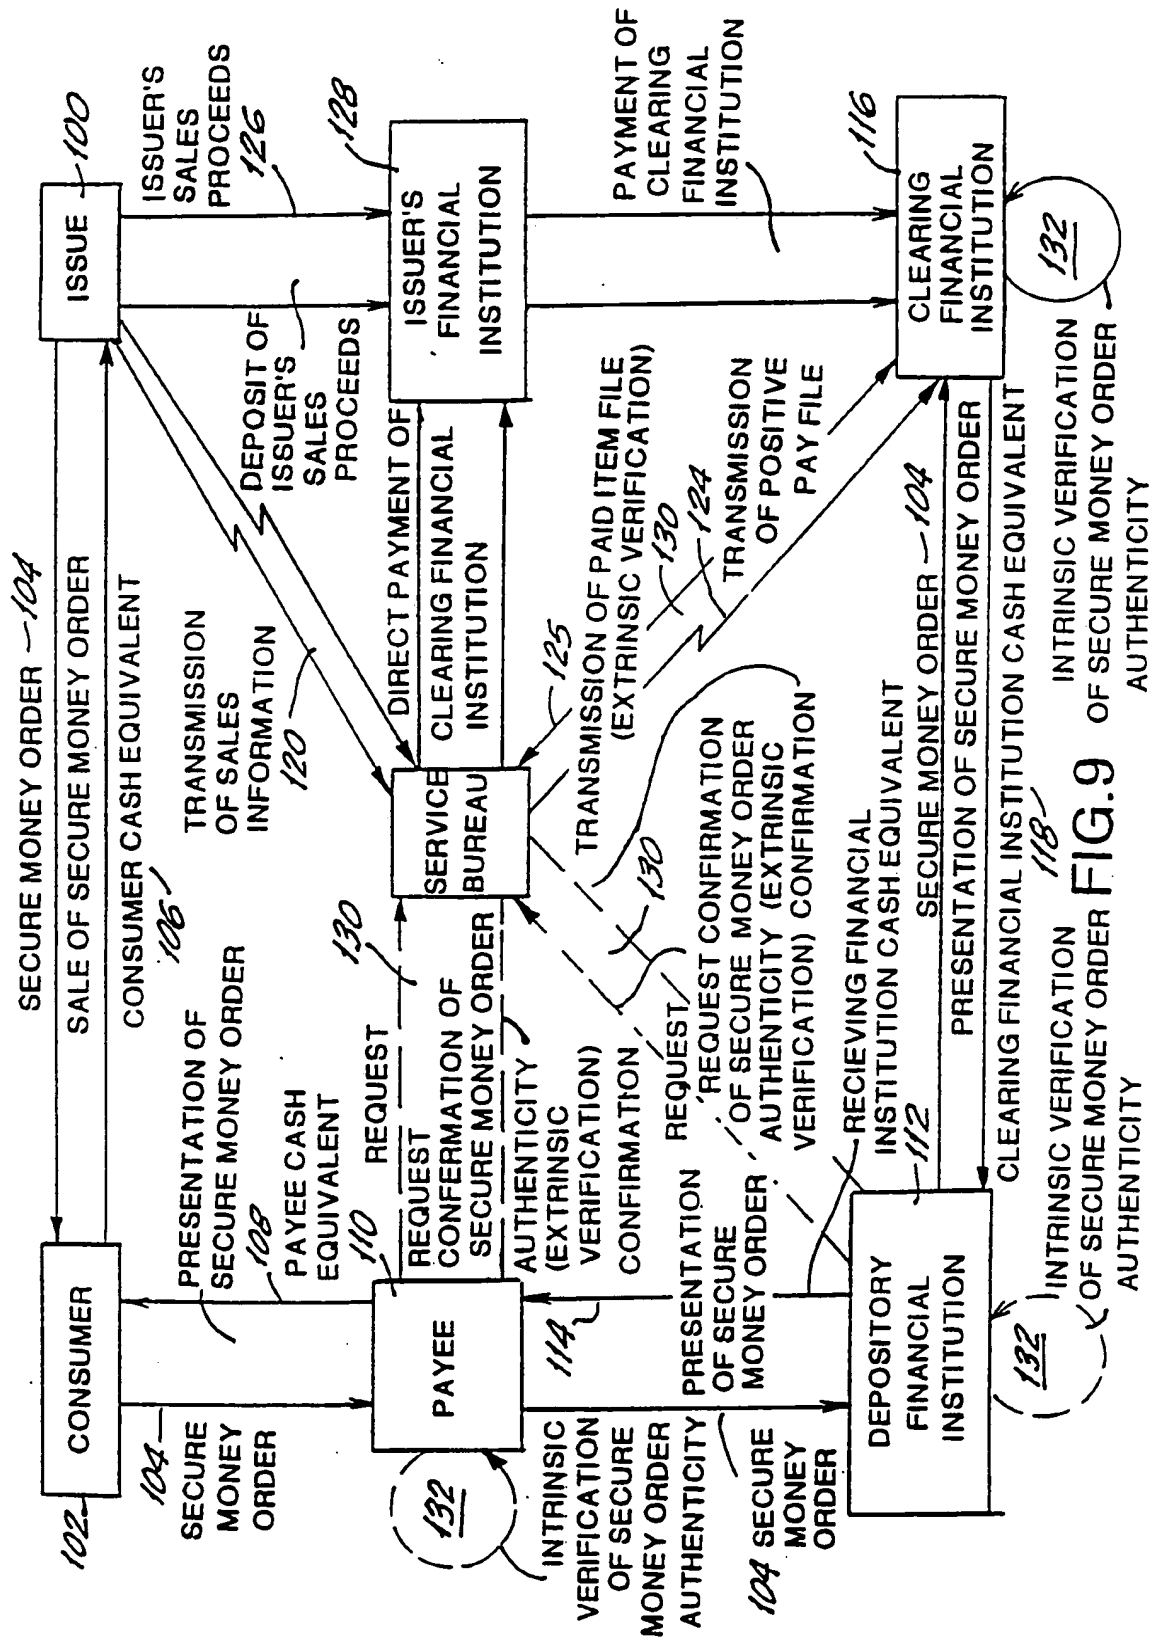 SECURE MONEY ORDER 104
SALE OF SECURE MONEY ORDER
CONSUMER CASH EQUIVALENT
106
CONSUMER
102
ISSUE
100
104
SECURE
MONEY
ORDER
PRESENTATION OF
SECURE MONEY ORDER
108
PAYEE CASH
EQUIVALENT
110
TRANSMISSION
OF SALES
INFORMATION
120
DEPOSIT OF
ISSUER'S
SALES
PROCEEDS
ISSUER'S
SALES
PROCEEDS
126
128
PAYEE
132
INTRINSIC
VERIFICATION
OF SECURE
MONEY ORDER
AUTHENTICITY
REQUEST
130
REQUEST
CONFERMATION OF
SECURE MONEY ORDER
AUTHENTICITY
(EXTRINSIC
VERIFICATION)
CONFIRMATION
SERVICE
BUREAU
DIRECT PAYMENT OF
CLEARING FINANCIAL
INSTITUTION
ISSUER'S
FINANCIAL
INSTITUTION
104 SECURE
MONEY
ORDER
114
PRESENTATION
OF SECURE
MONEY ORDER
REQUEST
130
REQUEST CONFIRMATION
OF SECURE MONEY ORDER
AUTHENTICITY (EXTRINSIC
VERIFICATION) CONFIRMATION
125
TRANSMISSION OF PAID ITEM FILE
(EXTRINSIC VERIFICATION)
130
124
TRANSMISSION
OF POSITIVE
PAY FILE
PAYMENT OF
CLEARING
FINANCIAL
INSTITUTION
116
RECIEVING FINANCIAL
INSTITUTION CASH EQUIVALENT
112
DEPOSITORY
FINANCIAL
INSTITUTION
SECURE MONEY ORDER 104
PRESENTATION OF SECURE MONEY ORDER
CLEARING FINANCIAL INSTITUTION CASH EQUIVALENT
118
CLEARING
FINANCIAL
INSTITUTION
132
INTRINSIC VERIFICATION
OF SECURE MONEY ORDER
AUTHENTICITY
132
INTRINSIC VERIFICATION
OF SECURE MONEY ORDER
AUTHENTICITY
FIG.9